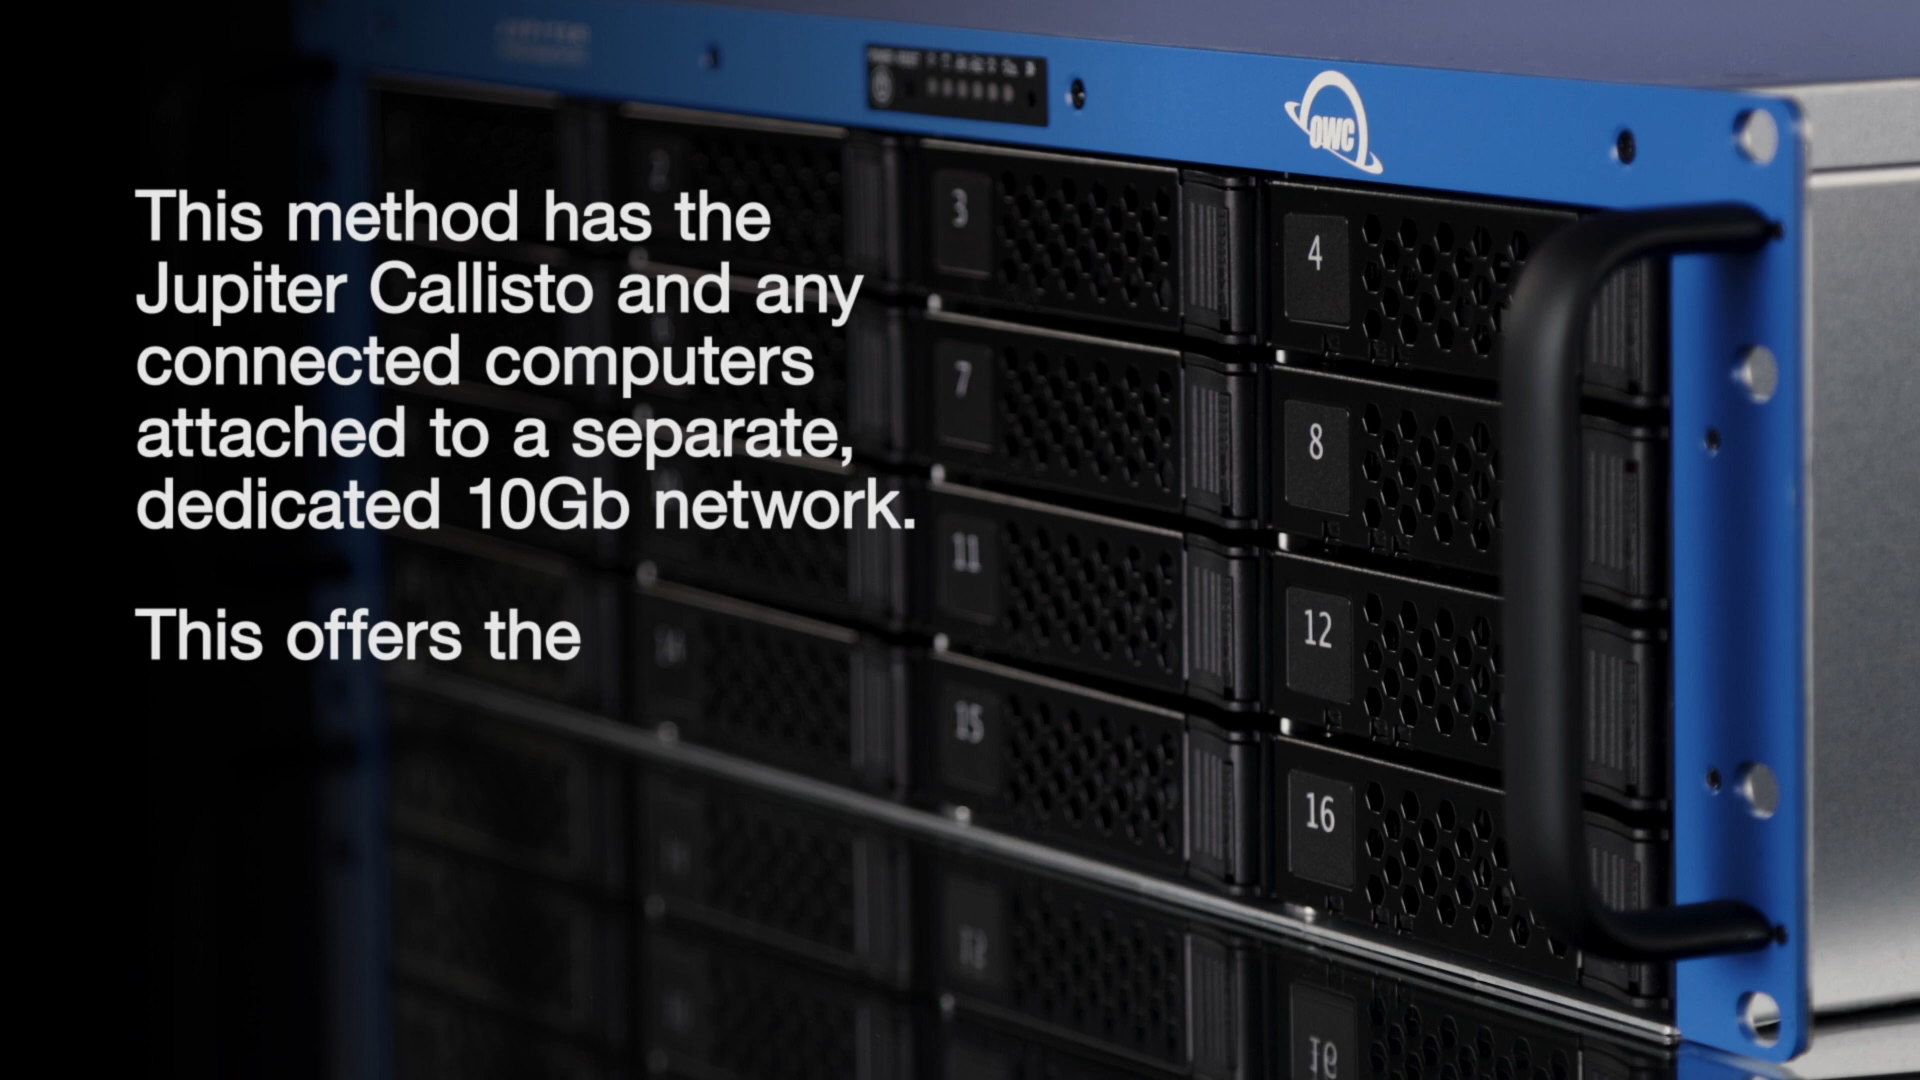 OWC
3
4
7
8
11
12
15
16
This method has the
Jupiter Callisto and any
connected computers
attached to a separate,
dedicated 10Gb network.
This offers the